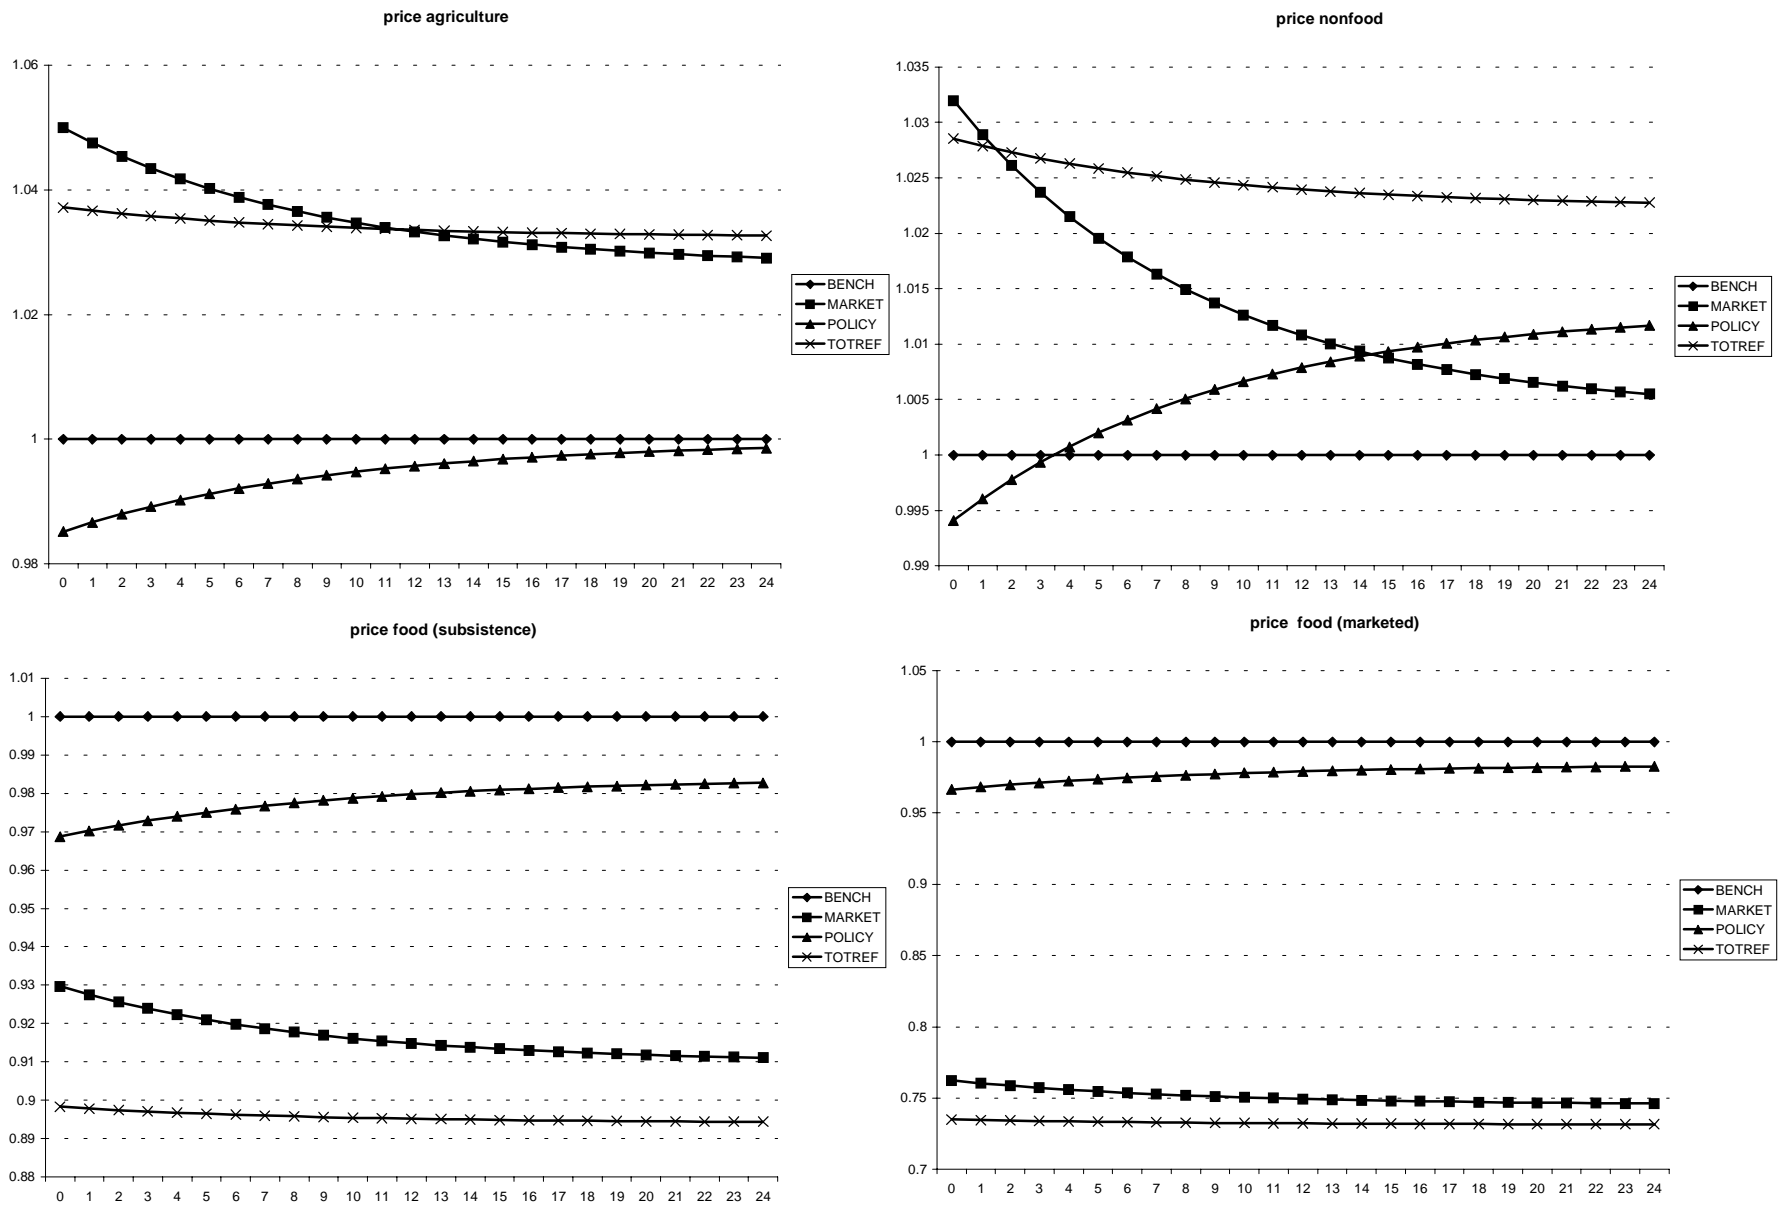 price agriculture
1.06
1.04
1.02
1
0.98
0 1 2 3 4 5 6 7 8 9 10 11 12 13 14 15 16 17 18 19 20 21 22 23 24
BENCH
MARKET
POLICY
TOTREF
price nonfood
1.035
1.03
1.025
1.02
1.015
1.01
1.005
1
0.995
0.99
0 1 2 3 4 5 6 7 8 9 10 11 12 13 14 15 16 17 18 19 20 21 22 23 24
BENCH
MARKET
POLICY
TOTREF
price food (subsistence)
1.01
1
0.99
0.98
0.97
0.96
0.95
0.94
0.93
0.92
0.91
0.9
0.89
0.88
0 1 2 3 4 5 6 7 8 9 10 11 12 13 14 15 16 17 18 19 20 21 22 23 24
BENCH
MARKET
POLICY
TOTREF
price food (marketed)
1.05
1
0.95
0.9
0.85
0.8
0.75
0.7
0 1 2 3 4 5 6 7 8 9 10 11 12 13 14 15 16 17 18 19 20 21 22 23 24
BENCH
MARKET
POLICY
TOTREF